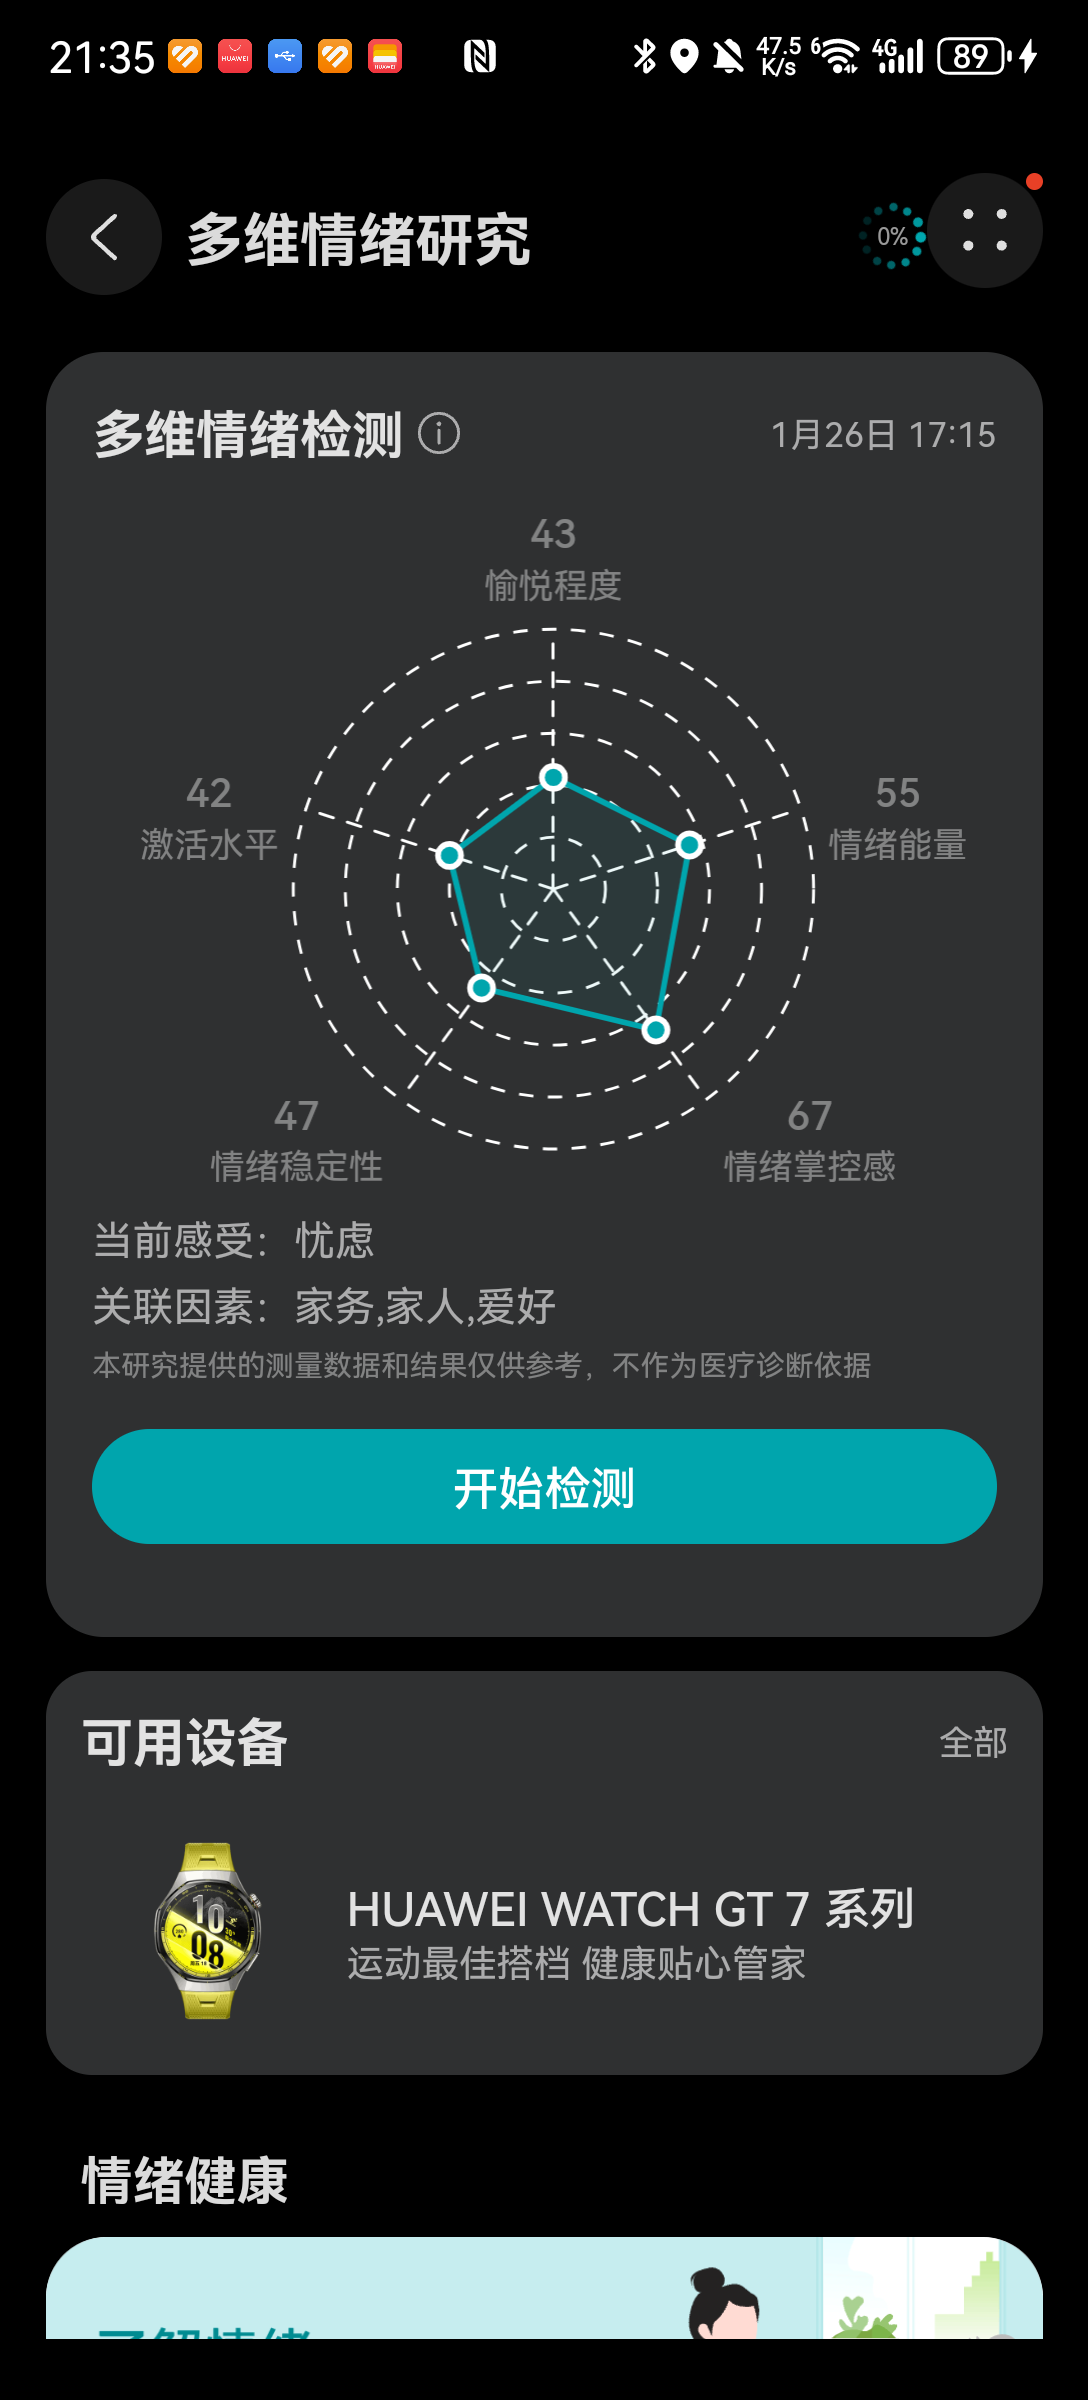 21:35
47.5 K/s
6
4G
89
多维情绪研究
0%
多维情绪检测
1月26日 17:15
43
愉悦程度
42
激活水平
55
情绪能量
47
情绪稳定性
67
情绪掌控感
当前感受：忧虑
关联因素：家务,家人,爱好
本研究提供的测量数据和结果仅供参考，不作为医疗诊断依据
开始检测
可用设备
全部
10
08
HUAWEI WATCH GT 7 系列
运动最佳搭档 健康贴心管家
情绪健康